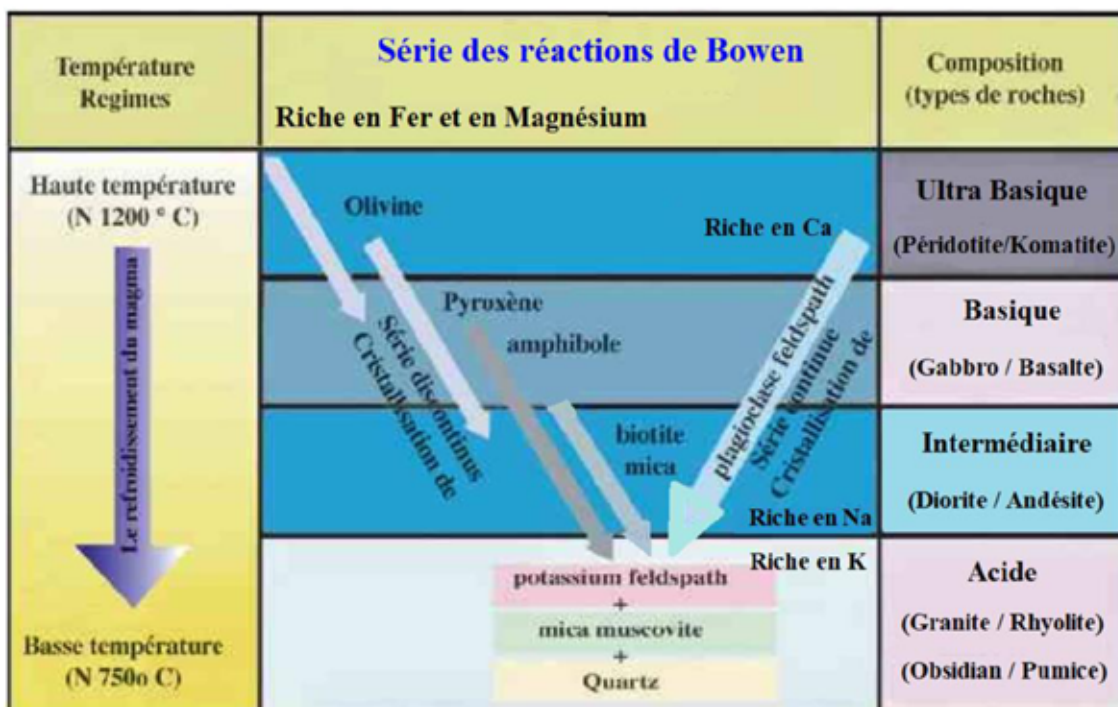 Température
Regimes
Série des réactions de Bowen
Riche en Fer et en Magnésium
Composition
(types de roches)
Haute température
(N 1200 ° C)
Le refroidissement du magma
Basse température
(N 750o C)
Olivine
Pyroxène
amphibole
biotite
mica
Série discontinus
Cristallisation de
Riche en Ca
plagioclase feldspath
Série continue
Cristallisation de
Riche en Na
Riche en K
potassium feldspath
+
mica muscovite
+
Quartz
Ultra Basique
(Péridotite/Komatite)
Basique
(Gabbro / Basalte)
Intermédiaire
(Diorite / Andésite)
Acide
(Granite / Rhyolite)
(Obsidian / Pumice)